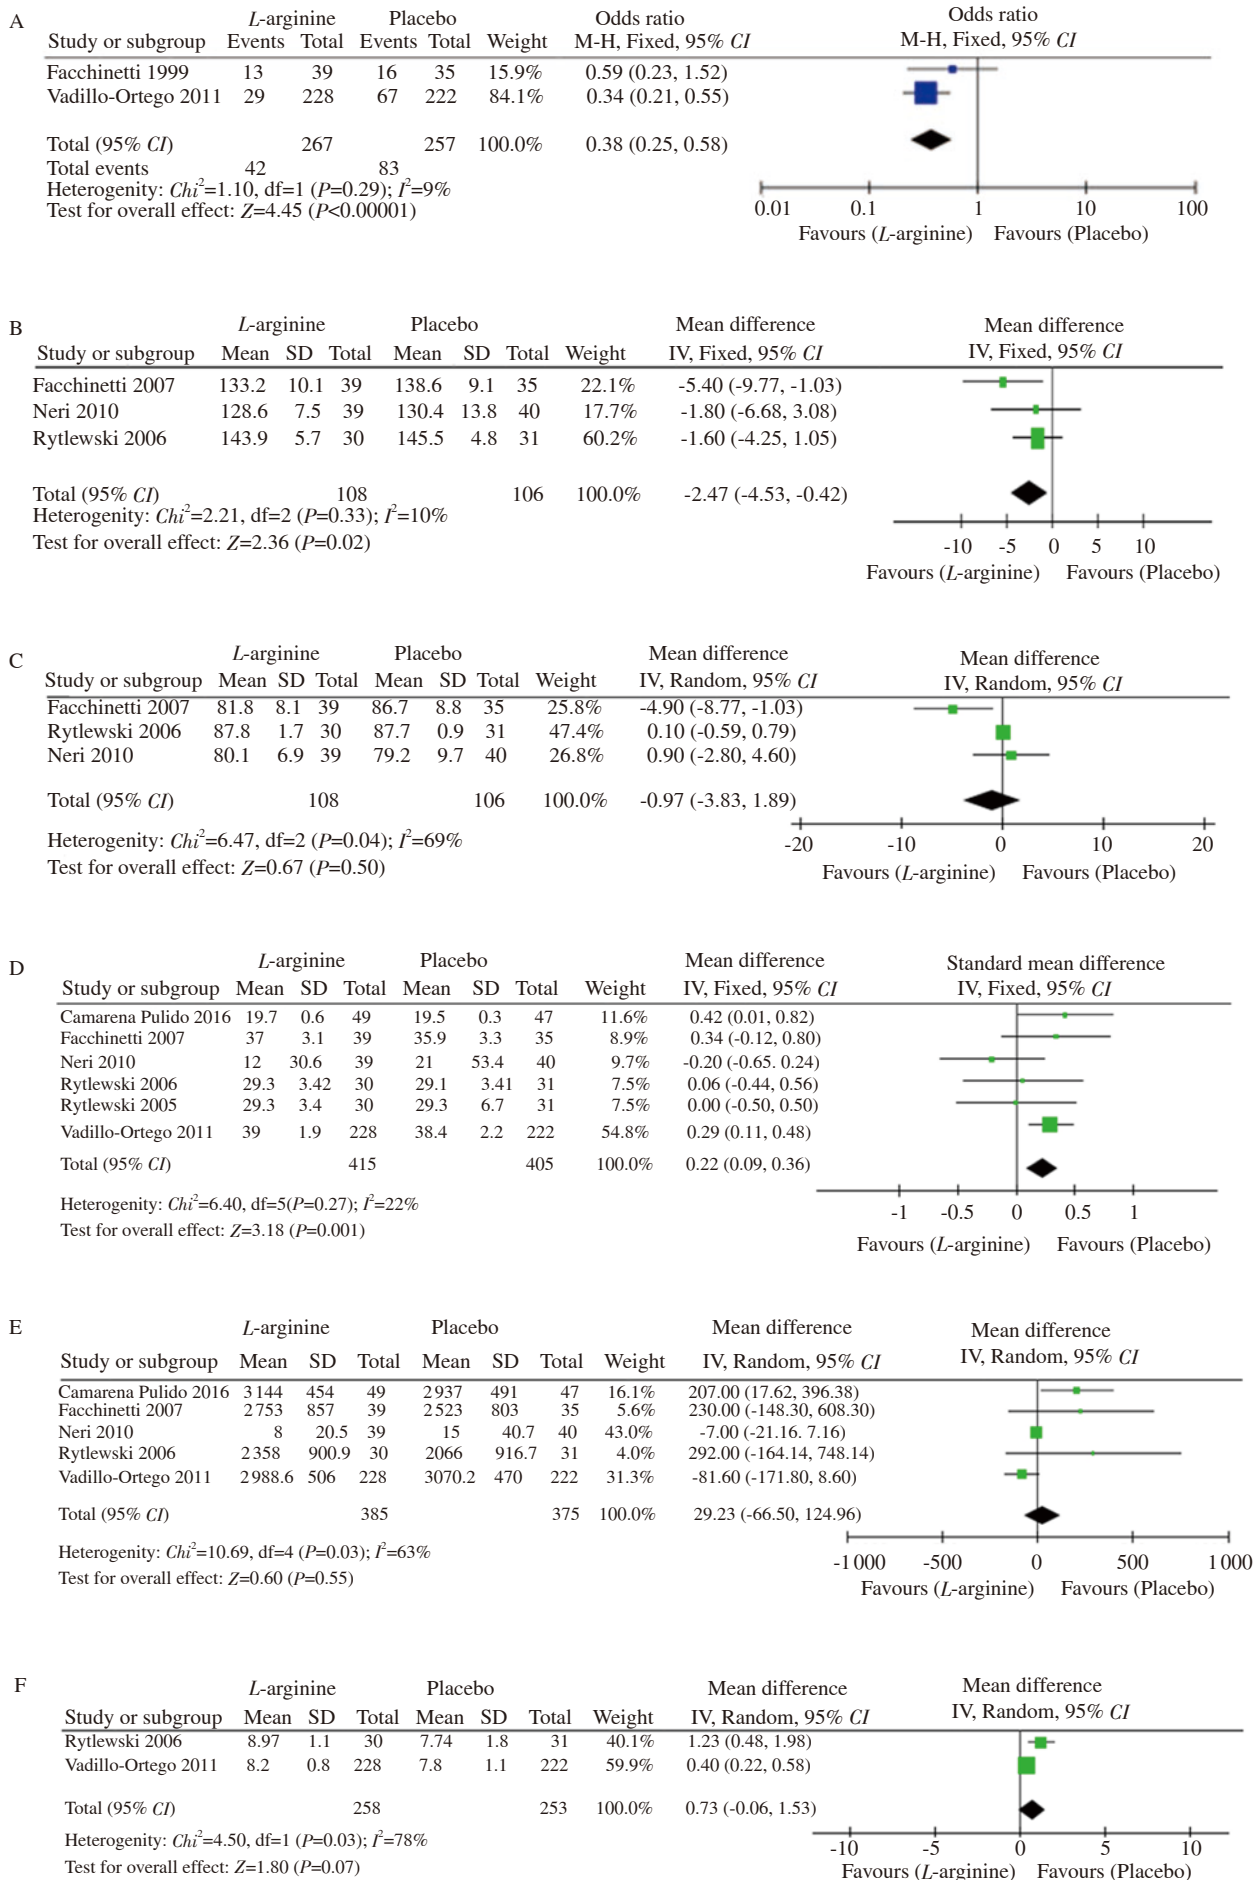 A
L-arginine Placebo Odds ratio Odds ratio
Study or subgroup Events Total Events Total Weight M-H, Fixed, 95% CI M-H, Fixed, 95% CI
Facchinetti 1999 13 39 16 35 15.9% 0.59 (0.23, 1.52)
Vadillo-Ortego 2011 29 228 67 222 84.1% 0.34 (0.21, 0.55)
Total (95% CI) 267 257 100.0% 0.38 (0.25, 0.58)
Total events 42 83
Heterogenity: Chi²=1.10, df=1 (P=0.29); I²=9%
Test for overall effect: Z=4.45 (P<0.00001)
0.01 0.1 1 10 100
Favours (L-arginine) Favours (Placebo)
B
L-arginine Placebo Mean difference Mean difference
Study or subgroup Mean SD Total Mean SD Total Weight IV, Fixed, 95% CI IV, Fixed, 95% CI
Facchinetti 2007 133.2 10.1 39 138.6 9.1 35 22.1% -5.40 (-9.77, -1.03)
Neri 2010 128.6 7.5 39 130.4 13.8 40 17.7% -1.80 (-6.68, 3.08)
Rytlewski 2006 143.9 5.7 30 145.5 4.8 31 60.2% -1.60 (-4.25, 1.05)
Total (95% CI) 108 106 100.0% -2.47 (-4.53, -0.42)
Heterogenity: Chi²=2.21, df=2 (P=0.33); I²=10%
Test for overall effect: Z=2.36 (P=0.02)
-10 -5 0 5 10
Favours (L-arginine) Favours (Placebo)
C
L-arginine Placebo Mean difference Mean difference
Study or subgroup Mean SD Total Mean SD Total Weight IV, Random, 95% CI IV, Random, 95% CI
Facchinetti 2007 81.8 8.1 39 86.7 8.8 35 25.8% -4.90 (-8.77, -1.03)
Rytlewski 2006 87.8 1.7 30 87.7 0.9 31 47.4% 0.10 (-0.59, 0.79)
Neri 2010 80.1 6.9 39 79.2 9.7 40 26.8% 0.90 (-2.80, 4.60)
Total (95% CI) 108 106 100.0% -0.97 (-3.83, 1.89)
Heterogenity: Chi²=6.47, df=2 (P=0.04); I²=69%
Test for overall effect: Z=0.67 (P=0.50)
-20 -10 0 10 20
Favours (L-arginine) Favours (Placebo)
D
L-arginine Placebo Mean difference Standard mean difference
Study or subgroup Mean SD Total Mean SD Total Weight IV, Fixed, 95% CI IV, Fixed, 95% CI
Camarena Pulido 2016 19.7 0.6 49 19.5 0.3 47 11.6% 0.42 (0.01, 0.82)
Facchinetti 2007 37 3.1 39 35.9 3.3 35 8.9% 0.34 (-0.12, 0.80)
Neri 2010 12 30.6 39 21 53.4 40 9.7% -0.20 (-0.65. 0.24)
Rytlewski 2006 29.3 3.42 30 29.1 3.41 31 7.5% 0.06 (-0.44, 0.56)
Rytlewski 2005 29.3 3.4 30 29.3 6.7 31 7.5% 0.00 (-0.50, 0.50)
Vadillo-Ortego 2011 39 1.9 228 38.4 2.2 222 54.8% 0.29 (0.11, 0.48)
Total (95% CI) 415 405 100.0% 0.22 (0.09, 0.36)
Heterogenity: Chi²=6.40, df=5(P=0.27); I²=22%
Test for overall effect: Z=3.18 (P=0.001)
-1 -0.5 0 0.5 1
Favours (L-arginine) Favours (Placebo)
E
L-arginine Placebo Mean difference Mean difference
Study or subgroup Mean SD Total Mean SD Total Weight IV, Random, 95% CI IV, Random, 95% CI
Camarena Pulido 2016 3 144 454 49 2 937 491 47 16.1% 207.00 (17.62, 396.38)
Facchinetti 2007 2 753 857 39 2 523 803 35 5.6% 230.00 (-148.30, 608.30)
Neri 2010 8 20.5 39 15 40.7 40 43.0% -7.00 (-21.16. 7.16)
Rytlewski 2006 2358 900.9 30 2066 916.7 31 4.0% 292.00 (-164.14, 748.14)
Vadillo-Ortego 2011 2 988.6 506 228 3070.2 470 222 31.3% -81.60 (-171.80, 8.60)
Total (95% CI) 385 375 100.0% 29.23 (-66.50, 124.96)
Heterogenity: Chi²=10.69, df=4 (P=0.03); I²=63%
Test for overall effect: Z=0.60 (P=0.55)
-1 000 -500 0 500 1 000
Favours (L-arginine) Favours (Placebo)
F
L-arginine Placebo Mean difference Mean difference
Study or subgroup Mean SD Total Mean SD Total Weight IV, Random, 95% CI IV, Random, 95% CI
Rytlewski 2006 8.97 1.1 30 7.74 1.8 31 40.1% 1.23 (0.48, 1.98)
Vadillo-Ortego 2011 8.2 0.8 228 7.8 1.1 222 59.9% 0.40 (0.22, 0.58)
Total (95% CI) 258 253 100.0% 0.73 (-0.06, 1.53)
Heterogenity: Chi²=4.50, df=1 (P=0.03); I²=78%
Test for overall effect: Z=1.80 (P=0.07)
-10 -5 0 5 10
Favours (L-arginine) Favours (Placebo)